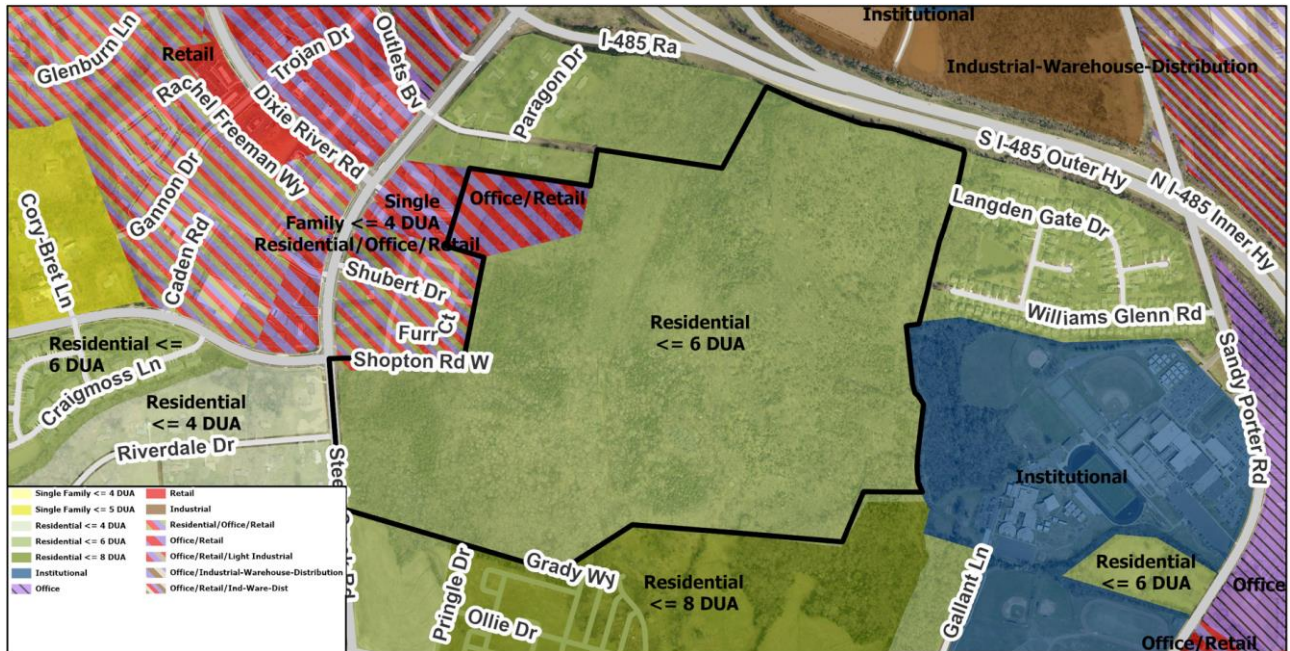 Glenburn Ln
Retail
Trojan Dr
Outlets Bv
I-485 Ra
Institutional
Industrial-Warehouse-Distribution
Rachel Freeman Wy
Dixie River Rd
Paragon Dr
S I-485 Outer Hy
N I-485 Inner Hy
Cory-Bret Ln
Gannon Dr
Caden Rd
Single
Family <= 4 DUA
Residential/Office/Retail
Office/Retail
Langden Gate Dr
Shubert Dr
Furr Ct
Williams Glenn Rd
Residential <=
6 DUA
Craigmoss Ln
Shopton Rd W
Residential
<= 6 DUA
Sandy Porter Rd
Residential
<= 4 DUA
Riverdale Dr
Institutional
Single Family <= 4 DUA
Single Family <= 5 DUA
Residential <= 4 DUA
Residential <= 6 DUA
Residential <= 8 DUA
Institutional
Office
Retail
Industrial
Residential/Office/Retail
Office/Retail
Office/Retail/Light Industrial
Office/Industrial-Warehouse-Distribution
Office/Retail/Ind-Ware-Dist
Rd
Pringle Dr
Grady Wy
Ollie Dr
Residential
<= 8 DUA
Gallant Ln
Residential
<= 6 DUA
Office
Office/Retail